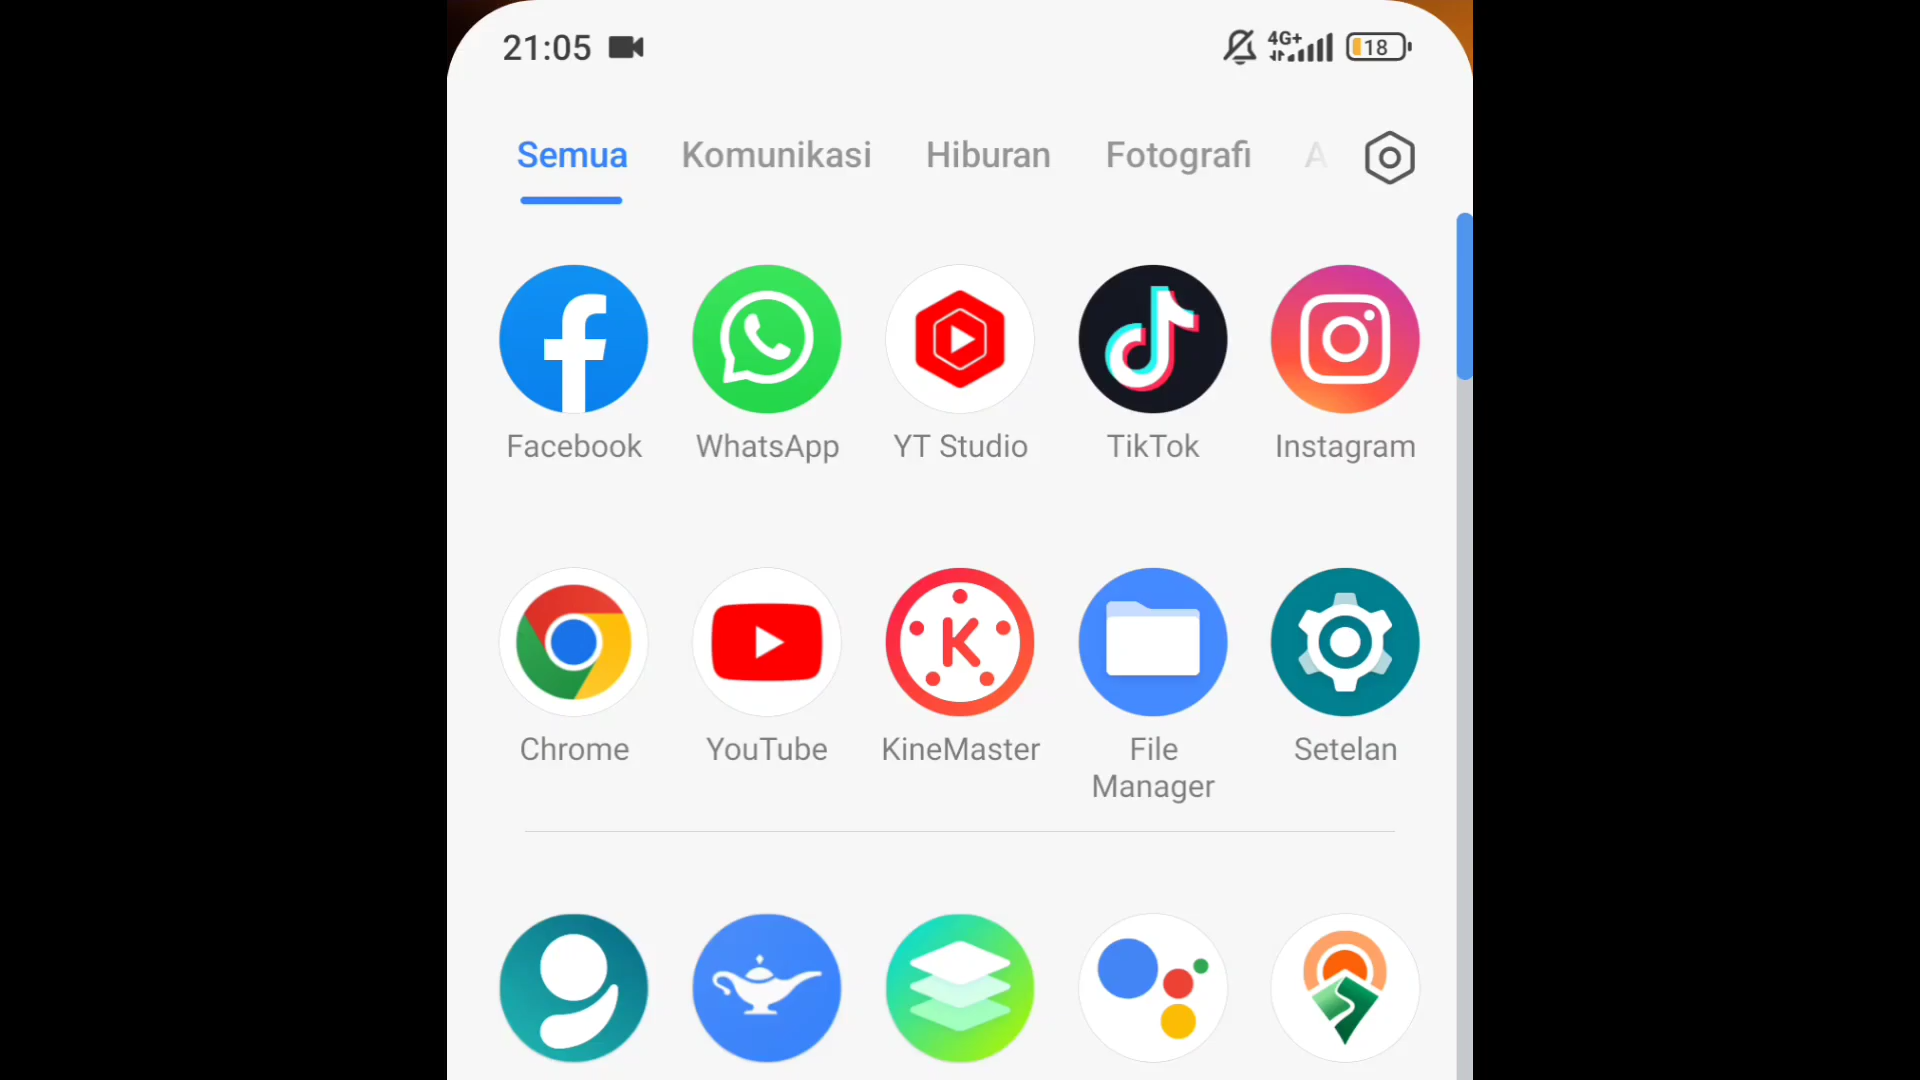 21:05
4G+
18
Semua Komunikasi Hiburan Fotografi A
Facebook WhatsApp YT Studio TikTok Instagram
Chrome YouTube KineMaster File Manager Setelan